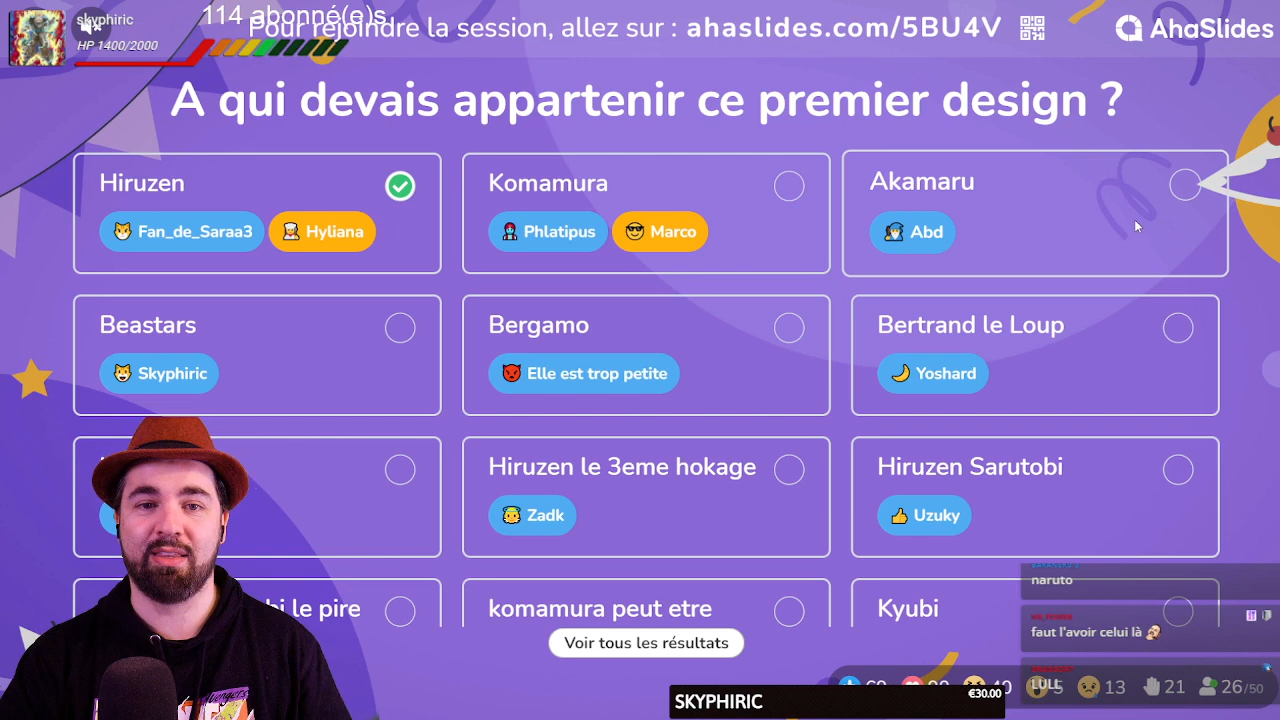 skyphiric
HP 1400/2000
114 abonné(e)s
Pour rejoindre la session, allez sur : ahaslides.com/5BU4V
AhaSlides
A qui devais appartenir ce premier design ?
Hiruzen
Fan_de_Saraa3 Hyliana
Komamura
Phlatipus Marco
Akamaru
Abd
Beastars
Skyphiric
Bergamo
Elle est trop petite
Bertrand le Loup
Yoshard
Hiruzen le 3eme hokage
Zadk
Hiruzen Sarutobi
Uzuky
le pire
komamura peut etre
Kyubi
Voir tous les résultats
naruto
faut l'avoir celui là
LULL
13
21
26/50
SKYPHIRIC
€30.00